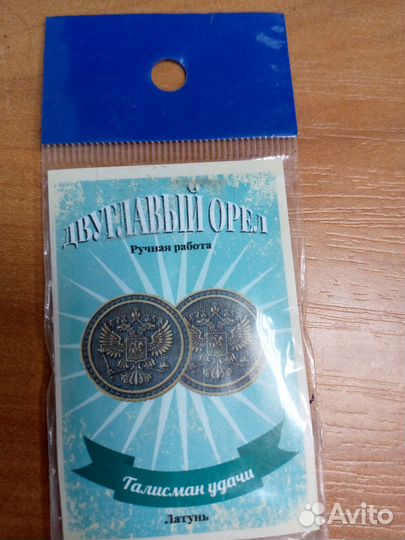 ДВУГЛАВЫЙ ОРЕЛ
Ручная работа
Талисман удачи
Латунь
Avito